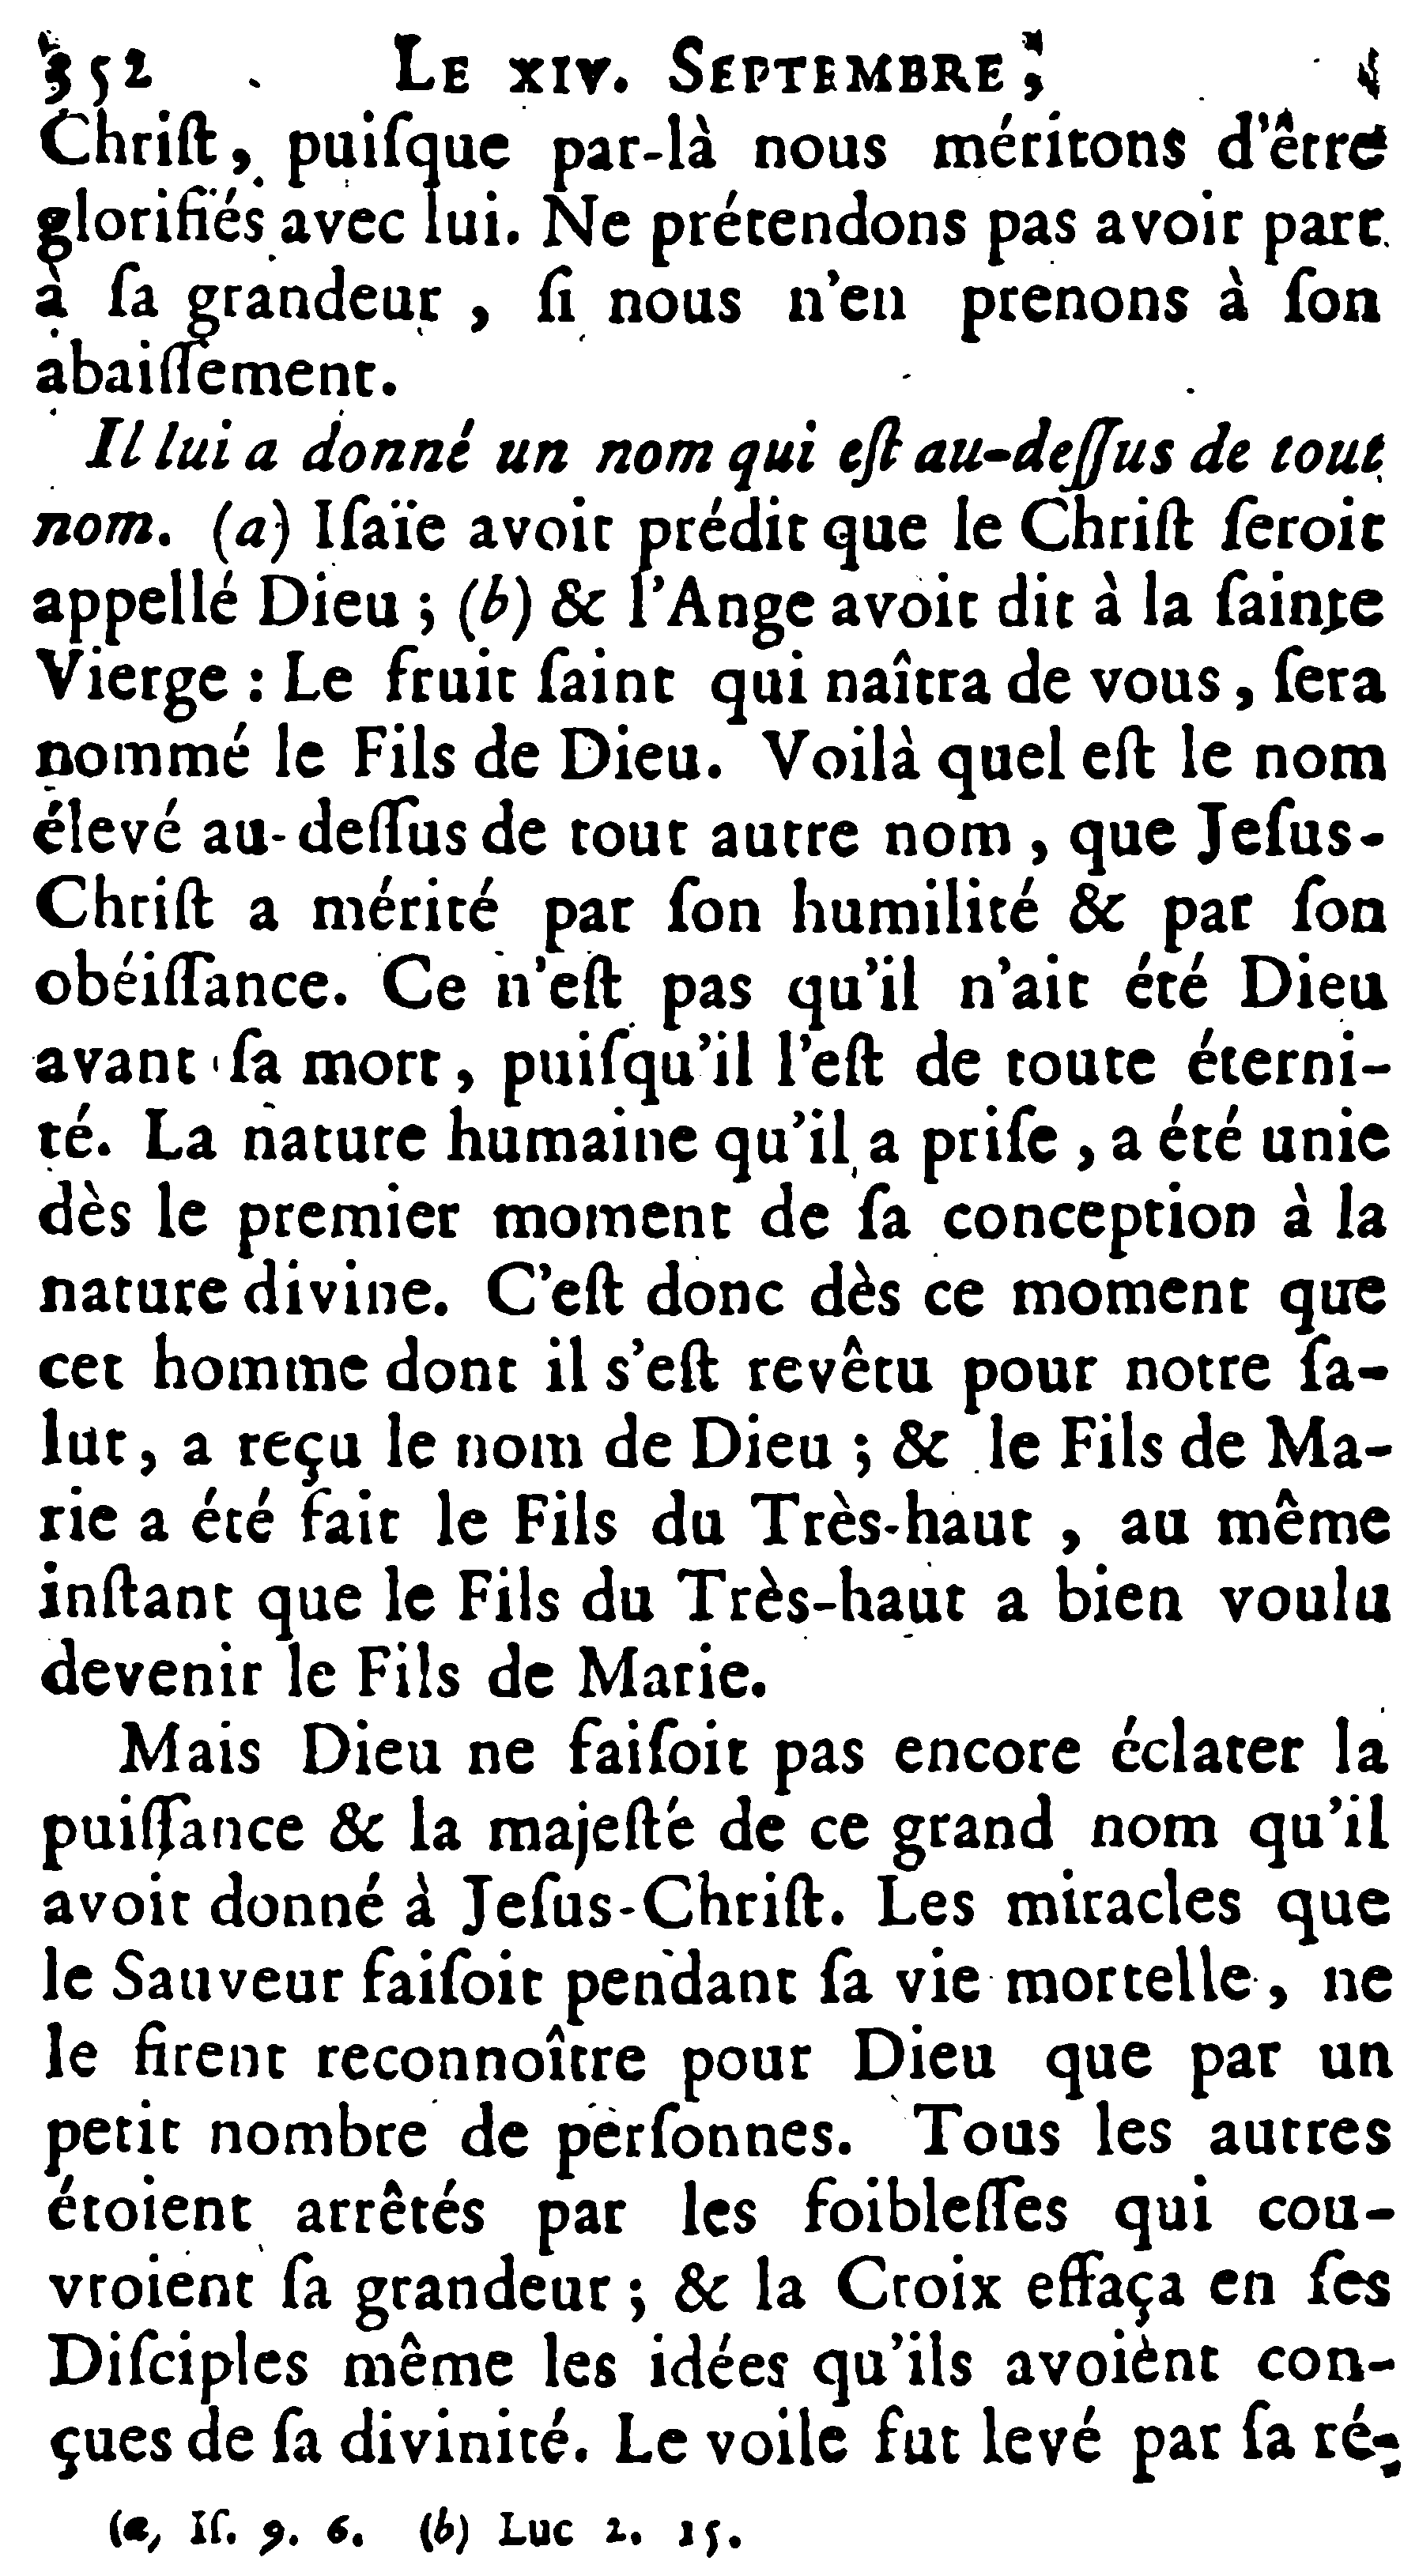 352 LE XIV. SEPTEMBRE,
Chriſt, puiſque par-là nous méritons d'être
glorifiés avec lui. Ne prétendons pas avoir part
à ſa grandeur, ſi nous n'en prenons à ſon
abaiſſement.
Il lui a donné un nom qui eſt au-deſſus de tout
nom. (a) Iſaïe avoit prédit que le Chriſt ſeroit
appellé Dieu ; (b) & l'Ange avoit dit à la ſainte
Vierge : Le fruit ſaint qui naîtra de vous, ſera
nommé le Fils de Dieu. Voilà quel eſt le nom
élevé au-deſſus de tout autre nom, que Jeſus-
Chriſt a mérité par ſon humilité & par ſon
obéiſſance. Ce n'eſt pas qu'il n'ait été Dieu
avant ſa mort, puiſqu'il l'eſt de toute éterni-
té. La nature humaine qu'il a priſe, a été unie
dès le premier moment de ſa conception à la
nature divine. C'eſt donc dès ce moment que
cet homme dont il s'eſt revêtu pour notre ſa-
lut, a reçu le nom de Dieu ; & le Fils de Ma-
rie a été fait le Fils du Très-haut, au même
inſtant que le Fils du Très-haut a bien voulu
devenir le Fils de Marie.
Mais Dieu ne faiſoit pas encore éclater la
puiſſance & la majeſté de ce grand nom qu'il
avoit donné à Jeſus-Chriſt. Les miracles que
le Sauveur faiſoit pendant ſa vie mortelle, ne
le firent reconnoître pour Dieu que par un
petit nombre de perſonnes. Tous les autres
étoient arrêtés par les foibleſſes qui cou-
vroient ſa grandeur ; & la Croix effaça en ſes
Diſciples même les idées qu'ils avoient con-
çues de ſa divinité. Le voile fut levé par ſa ré-
(a) Iſ. 9. 6. (b) Luc 2. 15.